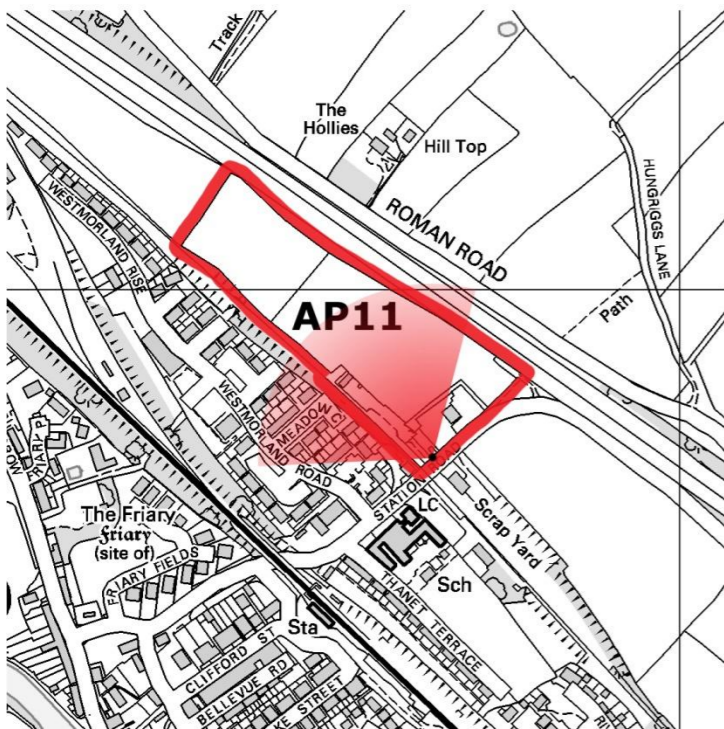 Track
The
Hollies
Hill Top
ROMAN ROAD
HUNGRIGGS LANE
Path
WESTMORLAND RISE
AP11
MEADOW
WESTMORLAND ROAD
STATION ROAD
LC
Scrap Yard
The Friary
Friary
(site of)
FRIARY FIELDS
Sch
THANET TERRACE
Sta
CLIFFORD ST
BELLEVUE RD
STREET